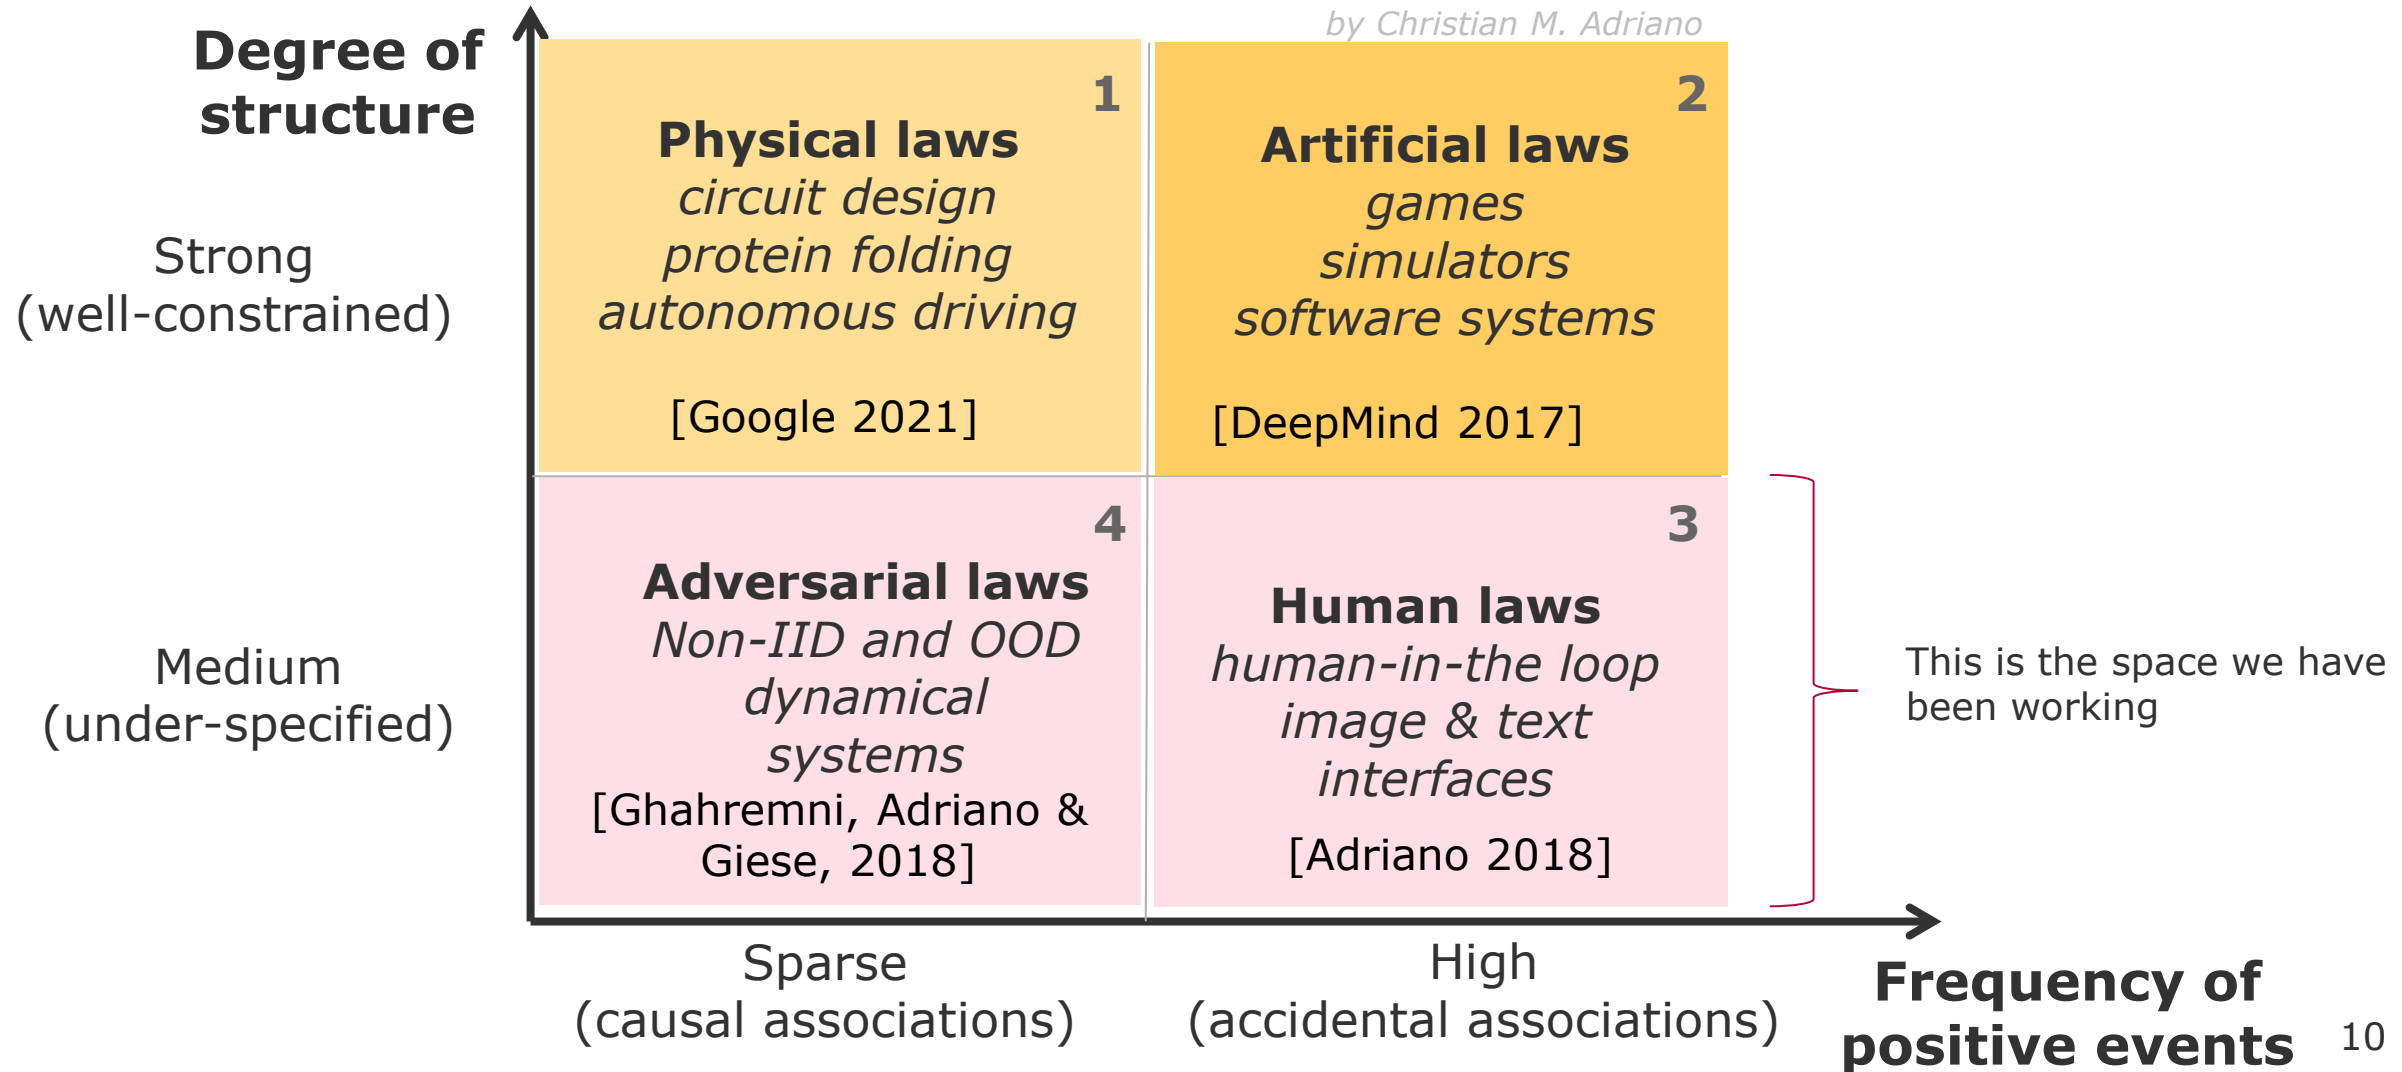 by Christian M. Adriano
Degree of
structure
Strong
(well-constrained)
Medium
(under-specified)
1
Physical laws
circuit design
protein folding
autonomous driving
[Google 2021]
2
Artificial laws
games
simulators
software systems
[DeepMind 2017]
4
Adversarial laws
Non-IID and OOD
dynamical
systems
[Ghahremni, Adriano &
Giese, 2018]
3
Human laws
human-in-the loop
image & text
interfaces
[Adriano 2018]
This is the space we have
been working
Sparse
(causal associations)
High
(accidental associations)
Frequency of
positive events
10